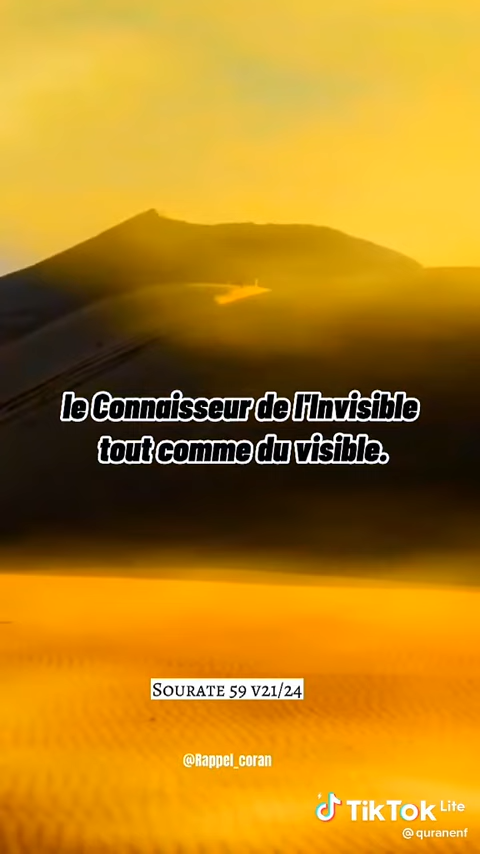 le Connaisseur de l'Invisible
tout comme du visible.
Sourate 59 v21/24
@Rappel_coran
TikTok Lite
@quranenf